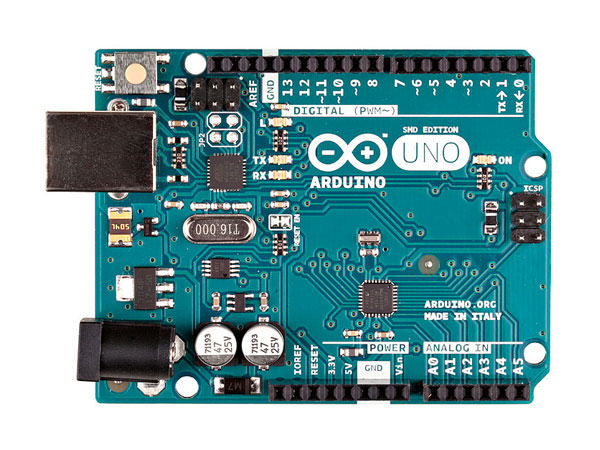 RESET
AREF
GND
13
12
~11
~10
~9
8
7
~6
~5
4
~3
2
TX→1
RX←0
DIGITAL (PWM~)
JP2
L
TX
RX
SMD EDITION
UNO
ARDUINO
ON
ICSP
RESET EN
T16.000
504L
ARDUINO.ORG
MADE IN ITALY
71193
47
25V
71193
47
25V
M7
POWER
ANALOG IN
IOREF
RESET
3.3V
5V
GND
Vin
A0
A1
A2
A3
A4
A5